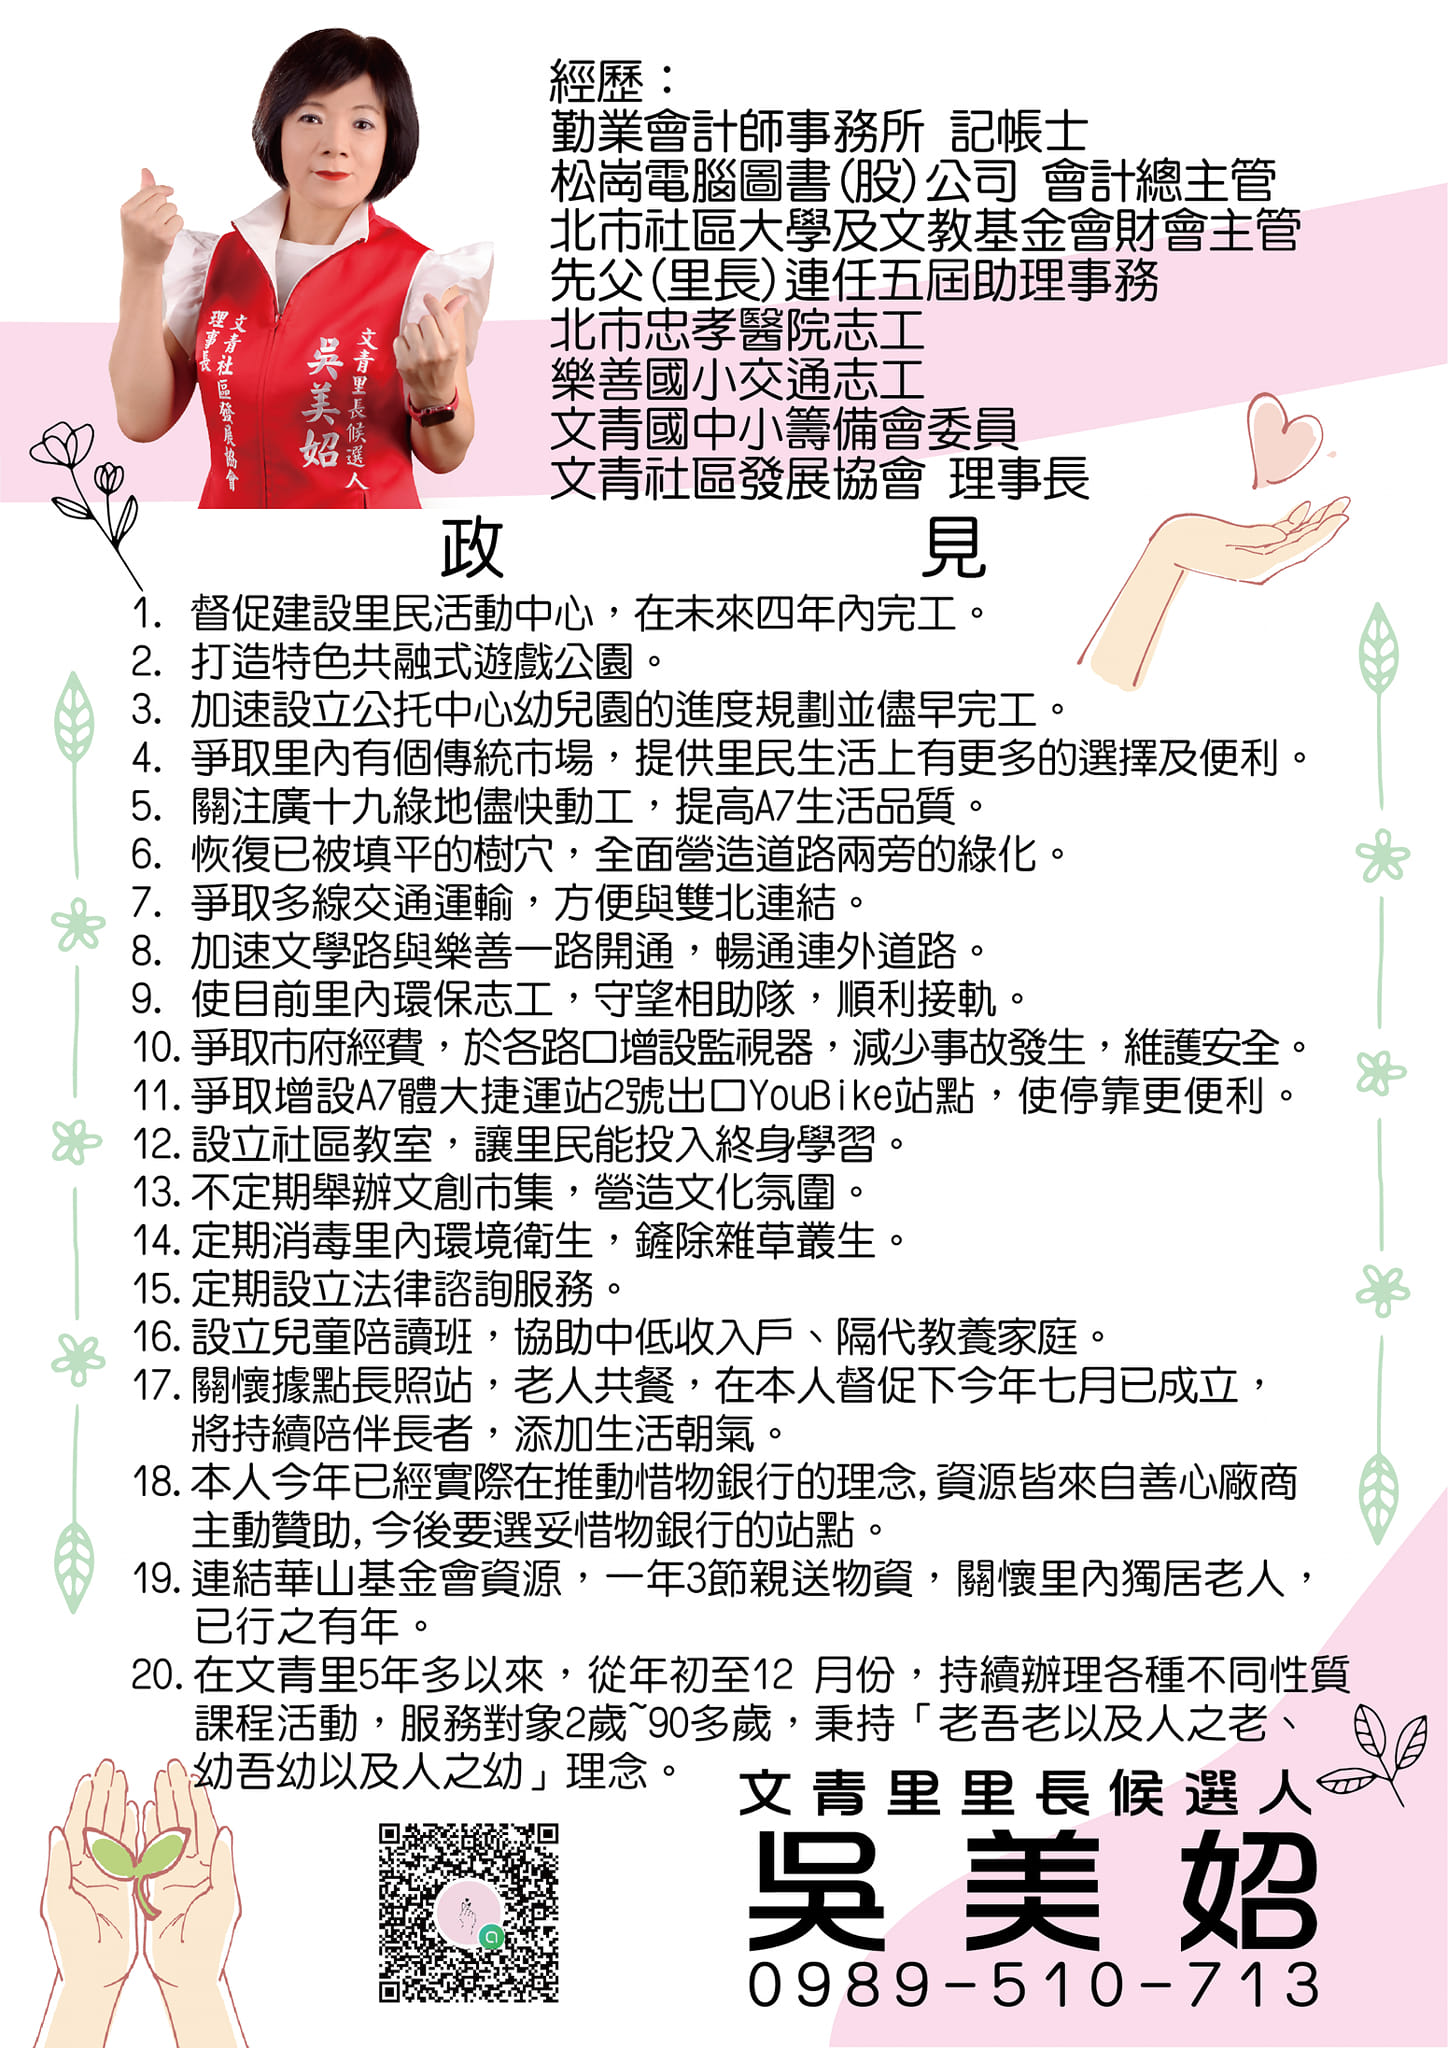 經歷：
勤業會計師事務所 記帳士
松崗電腦圖書(股)公司 會計總主管
北市社區大學及文教基金會財會主管
先父(里長)連任五屆助理事務
北市忠孝醫院志工
樂善國小交通志工
文青國中小籌備會委員
文青社區發展協會 理事長
文青社區發展協會
理事長
文青里長候選人
吳美妱
政 見
1. 督促建設里民活動中心，在未來四年內完工。
2. 打造特色共融式遊戲公園。
3. 加速設立公托中心幼兒園的進度規劃並儘早完工。
4. 爭取里內有個傳統市場，提供里民生活上有更多的選擇及便利。
5. 關注廣十九綠地儘快動工，提高A7生活品質。
6. 恢復已被填平的樹穴，全面營造道路兩旁的綠化。
7. 爭取多線交通運輸，方便與雙北連結。
8. 加速文學路與樂善一路開通，暢通連外道路。
9. 使目前里內環保志工，守望相助隊，順利接軌。
10. 爭取市府經費，於各路口增設監視器，減少事故發生，維護安全。
11. 爭取增設A7體大捷運站2號出口YouBike站點，使停靠更便利。
12. 設立社區教室，讓里民能投入終身學習。
13. 不定期舉辦文創市集，營造文化氛圍。
14. 定期消毒里內環境衛生，鏟除雜草叢生。
15. 定期設立法律諮詢服務。
16. 設立兒童陪讀班，協助中低收入戶、隔代教養家庭。
17. 關懷據點長照站，老人共餐，在本人督促下今年七月已成立，
將持續陪伴長者，添加生活朝氣。
18. 本人今年已經實際在推動惜物銀行的理念,資源皆來自善心廠商
主動贊助,今後要選妥惜物銀行的站點。
19. 連結華山基金會資源，一年3節親送物資，關懷里內獨居老人，
已行之有年。
20. 在文青里5年多以來，從年初至12 月份，持續辦理各種不同性質
課程活動，服務對象2歲~90多歲，秉持「老吾老以及人之老、
幼吾幼以及人之幼」理念。
文青里里長候選人
吳美妱
0989-510-713